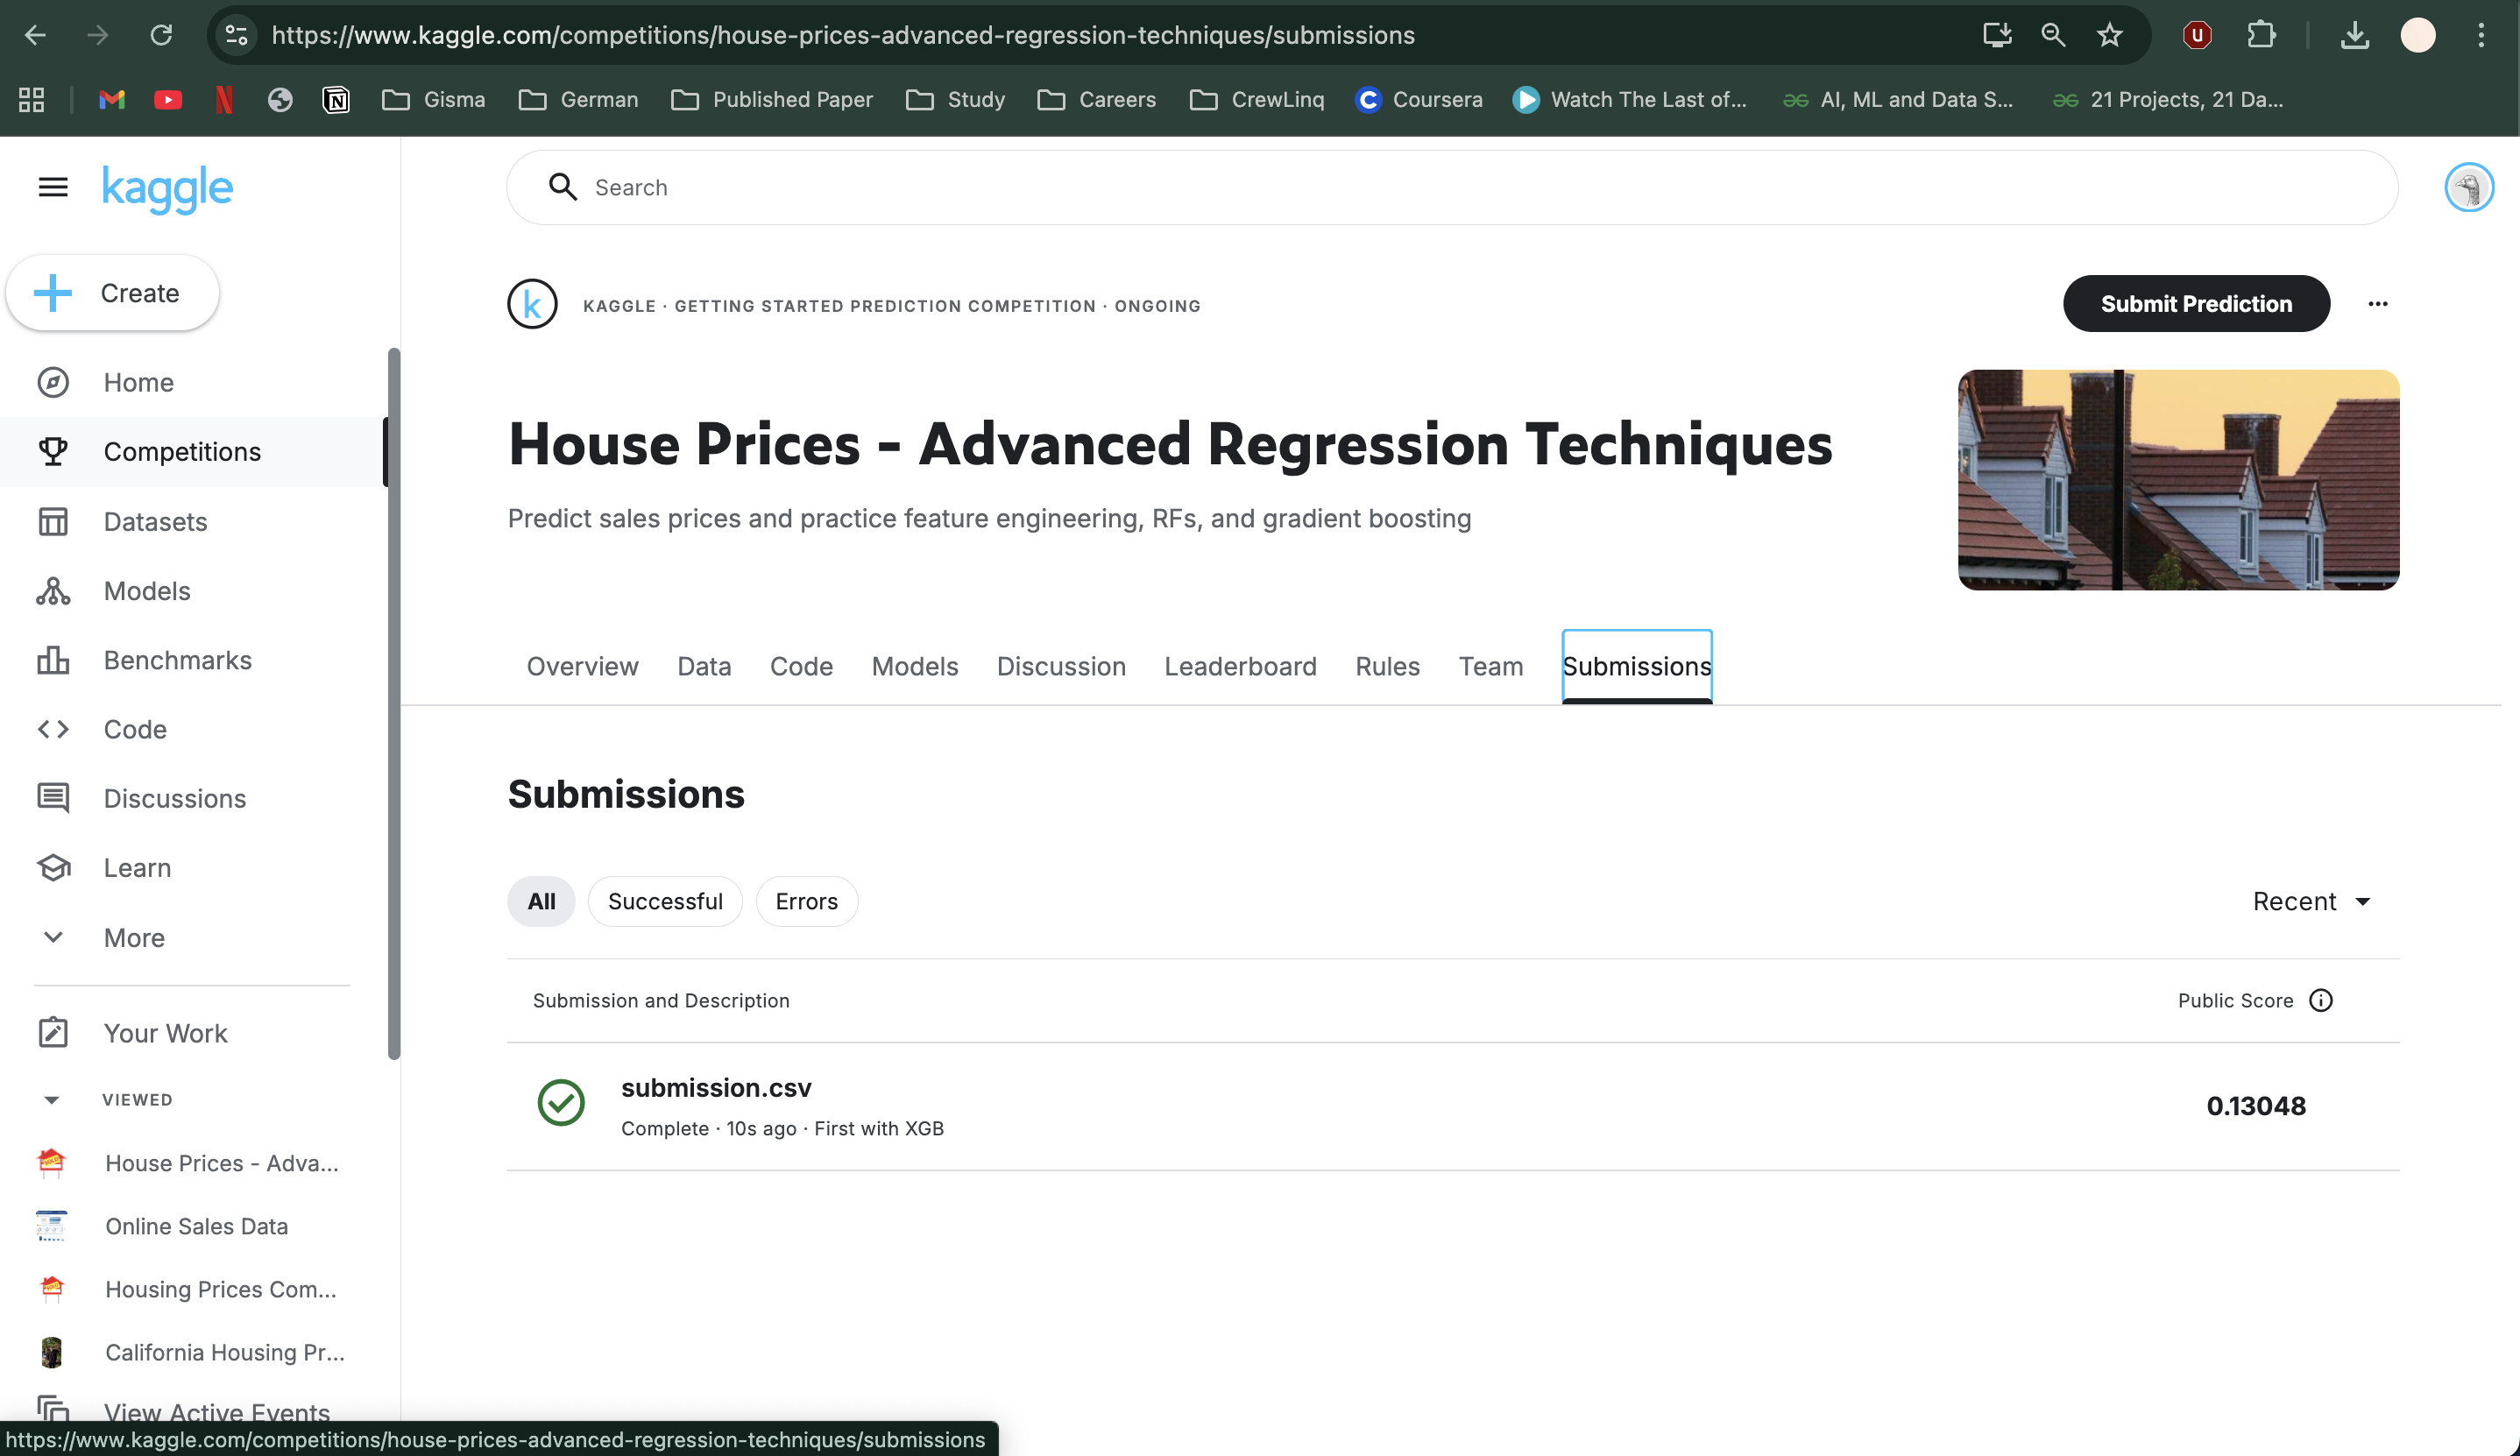 https://www.kaggle.com/competitions/house-prices-advanced-regression-techniques/submissions
Gisma
German
Published Paper
Study
Careers
CrewLinq
Coursera
Watch The Last of...
AI, ML and Data S...
21 Projects, 21 Da...
kaggle
Search
Create
Home
Competitions
Datasets
Models
Benchmarks
Code
Discussions
Learn
More
Your Work
VIEWED
House Prices - Adva...
Online Sales Data
Housing Prices Com...
California Housing Pr...
View Active Events
KAGGLE · GETTING STARTED PREDICTION COMPETITION · ONGOING
Submit Prediction
House Prices - Advanced Regression Techniques
Predict sales prices and practice feature engineering, RFs, and gradient boosting
Overview Data Code Models Discussion Leaderboard Rules Team Submissions
Submissions
All Successful Errors
Recent
Submission and Description
Public Score
submission.csv
Complete · 10s ago · First with XGB
0.13048
https://www.kaggle.com/competitions/house-prices-advanced-regression-techniques/submissions